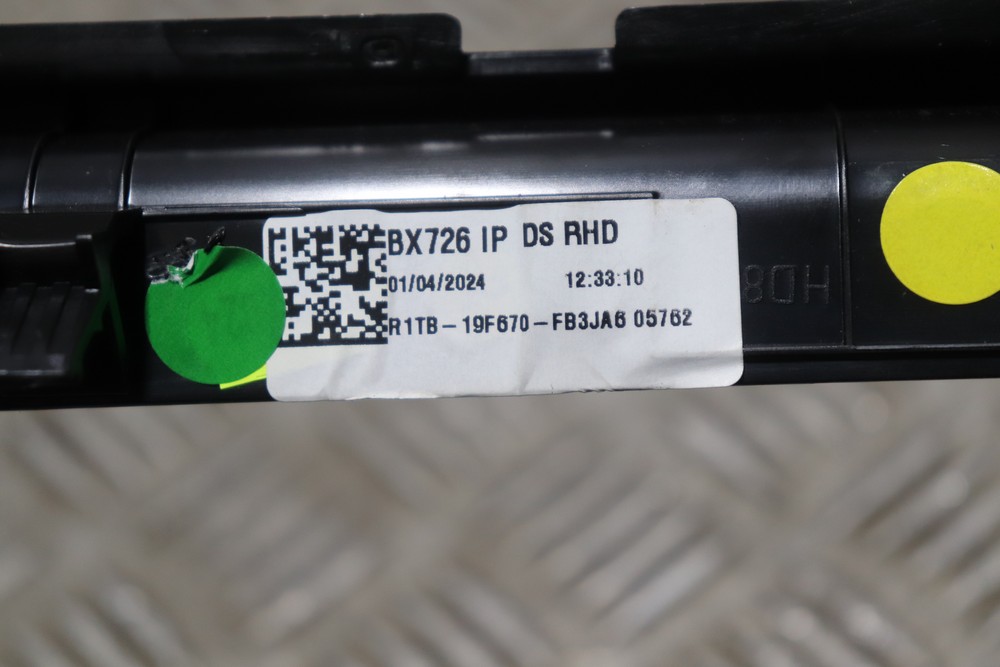 BX726 IP DS RHD
01/04/2024 12:33:10
R1TB-19F670-FB3JA6 05762
HD8